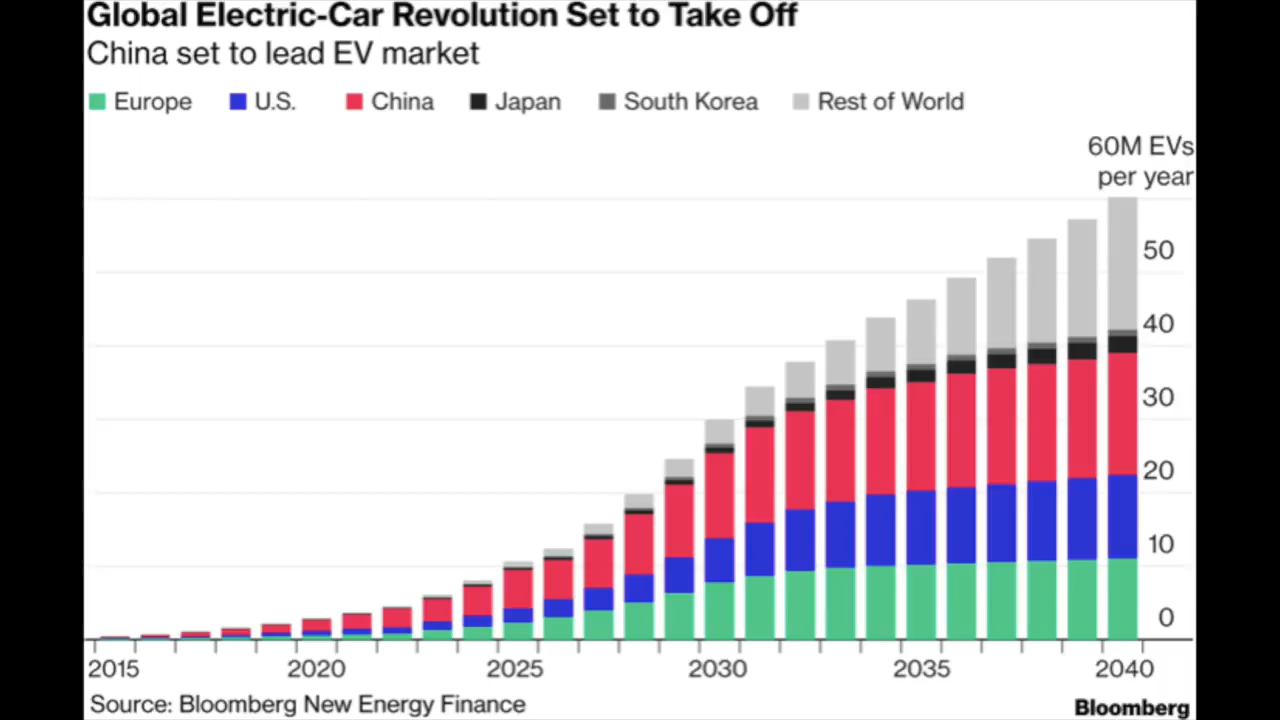 Global Electric-Car Revolution Set to Take Off
China set to lead EV market
Europe U.S. China Japan South Korea Rest of World
60M EVs
per year
50
40
30
20
10
0
2015 2020 2025 2030 2035 2040
Source: Bloomberg New Energy Finance
Bloomberg